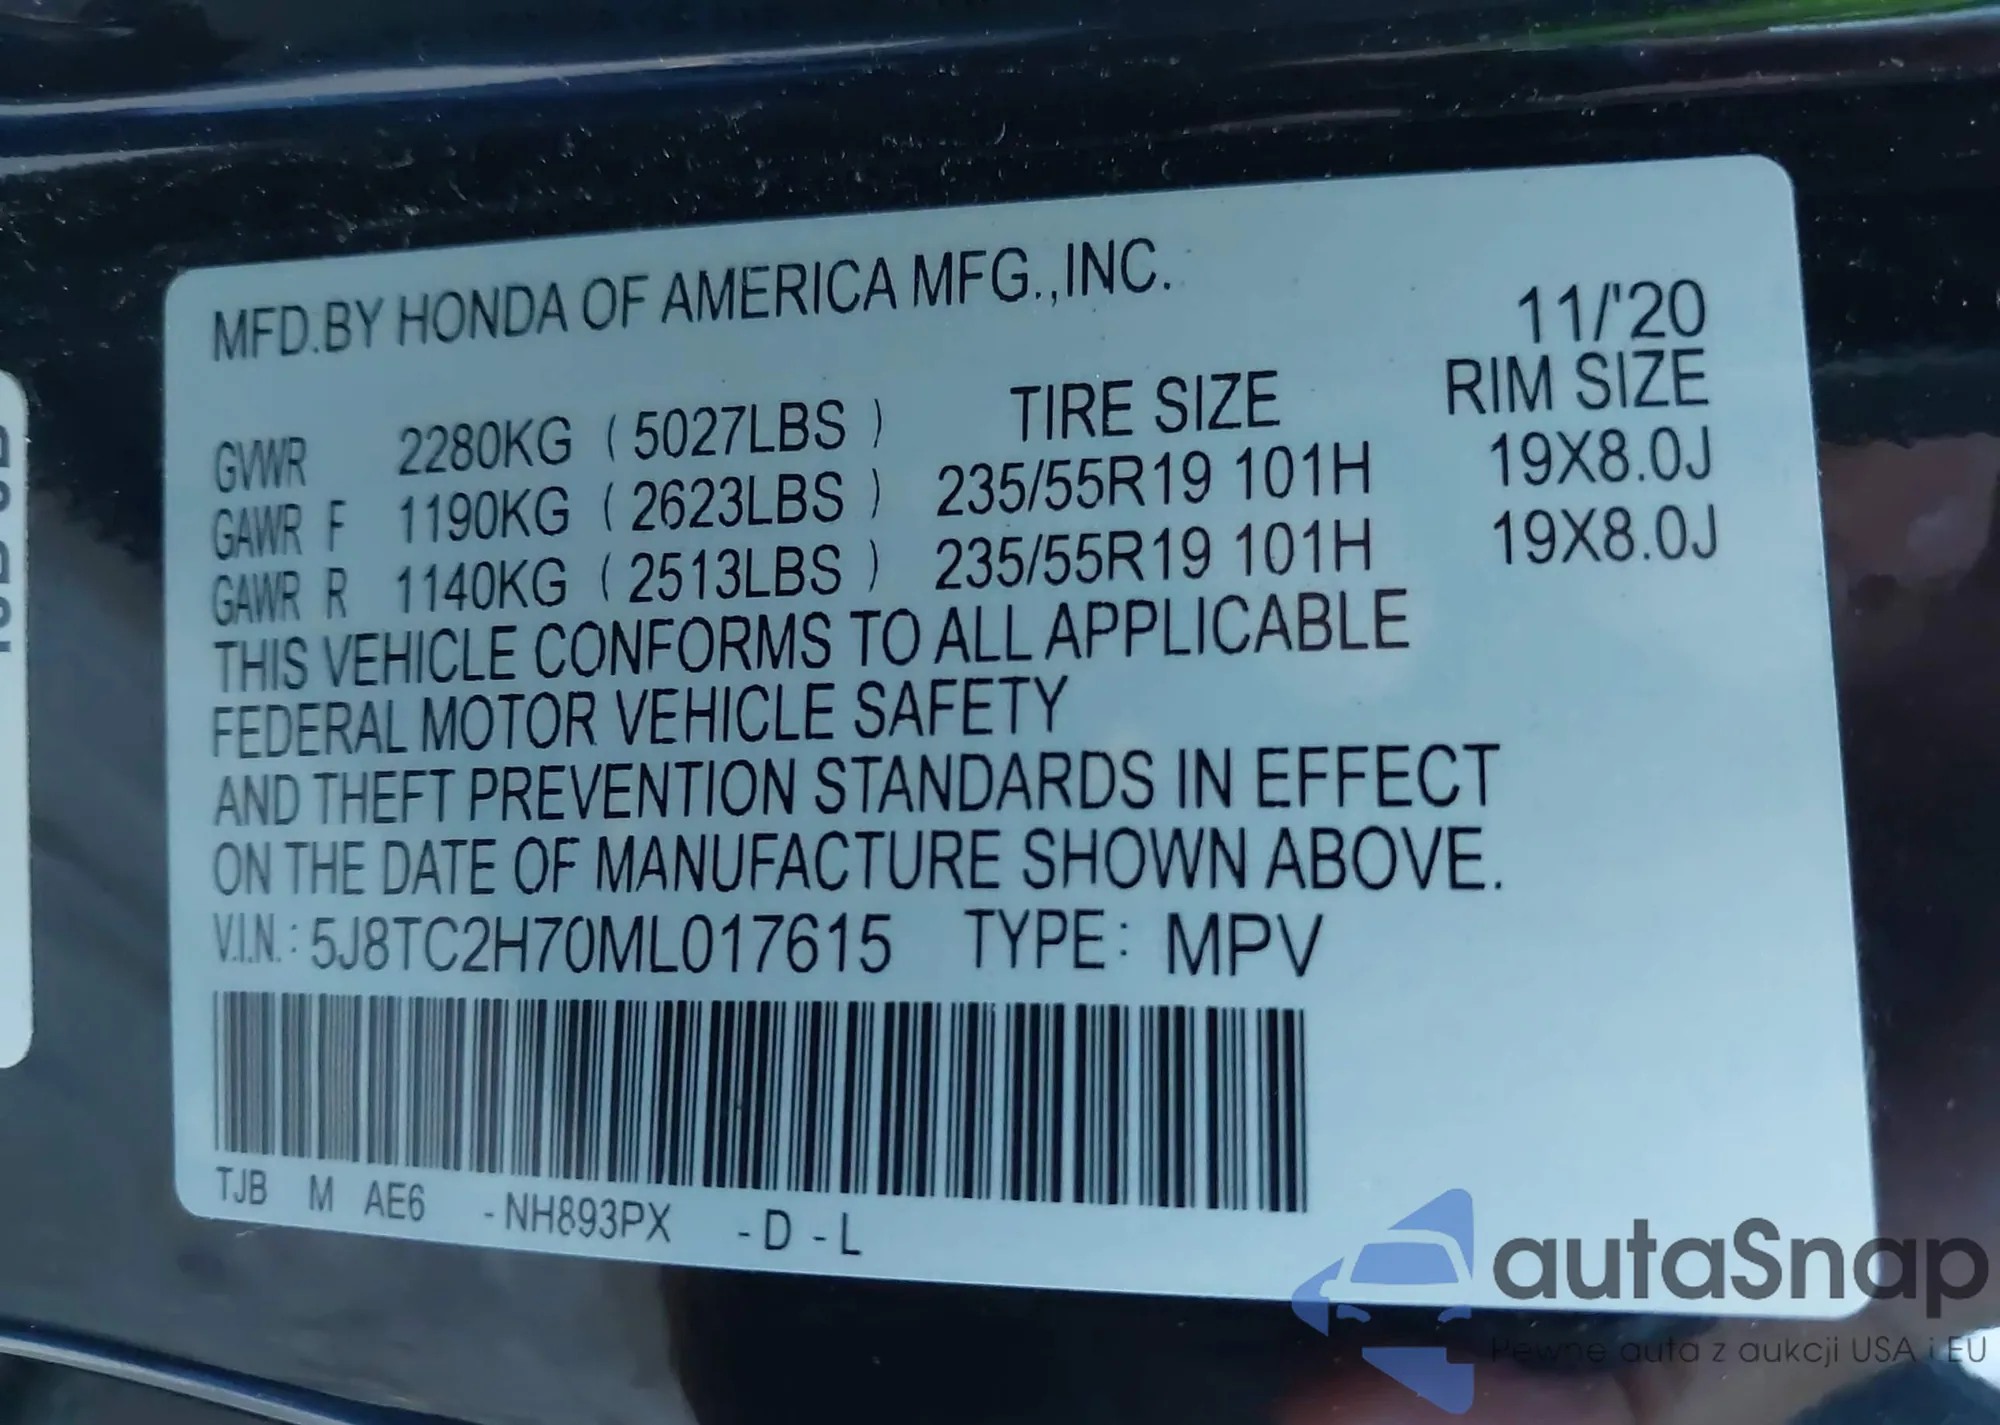 MFD.BY HONDA OF AMERICA MFG.,INC.
11/'20
TIRE SIZE RIM SIZE
GVWR 2280KG (5027LBS)
GAWR F 1190KG (2623LBS) 235/55R19 101H 19X8.0J
GAWR R 1140KG (2513LBS) 235/55R19 101H 19X8.0J
THIS VEHICLE CONFORMS TO ALL APPLICABLE
FEDERAL MOTOR VEHICLE SAFETY
AND THEFT PREVENTION STANDARDS IN EFFECT
ON THE DATE OF MANUFACTURE SHOWN ABOVE.
V.I.N.: 5J8TC2H70ML017615 TYPE: MPV
TJB M AE6 -NH893PX -D -L
autaSnap
Pewne auta z aukcji USA i EU